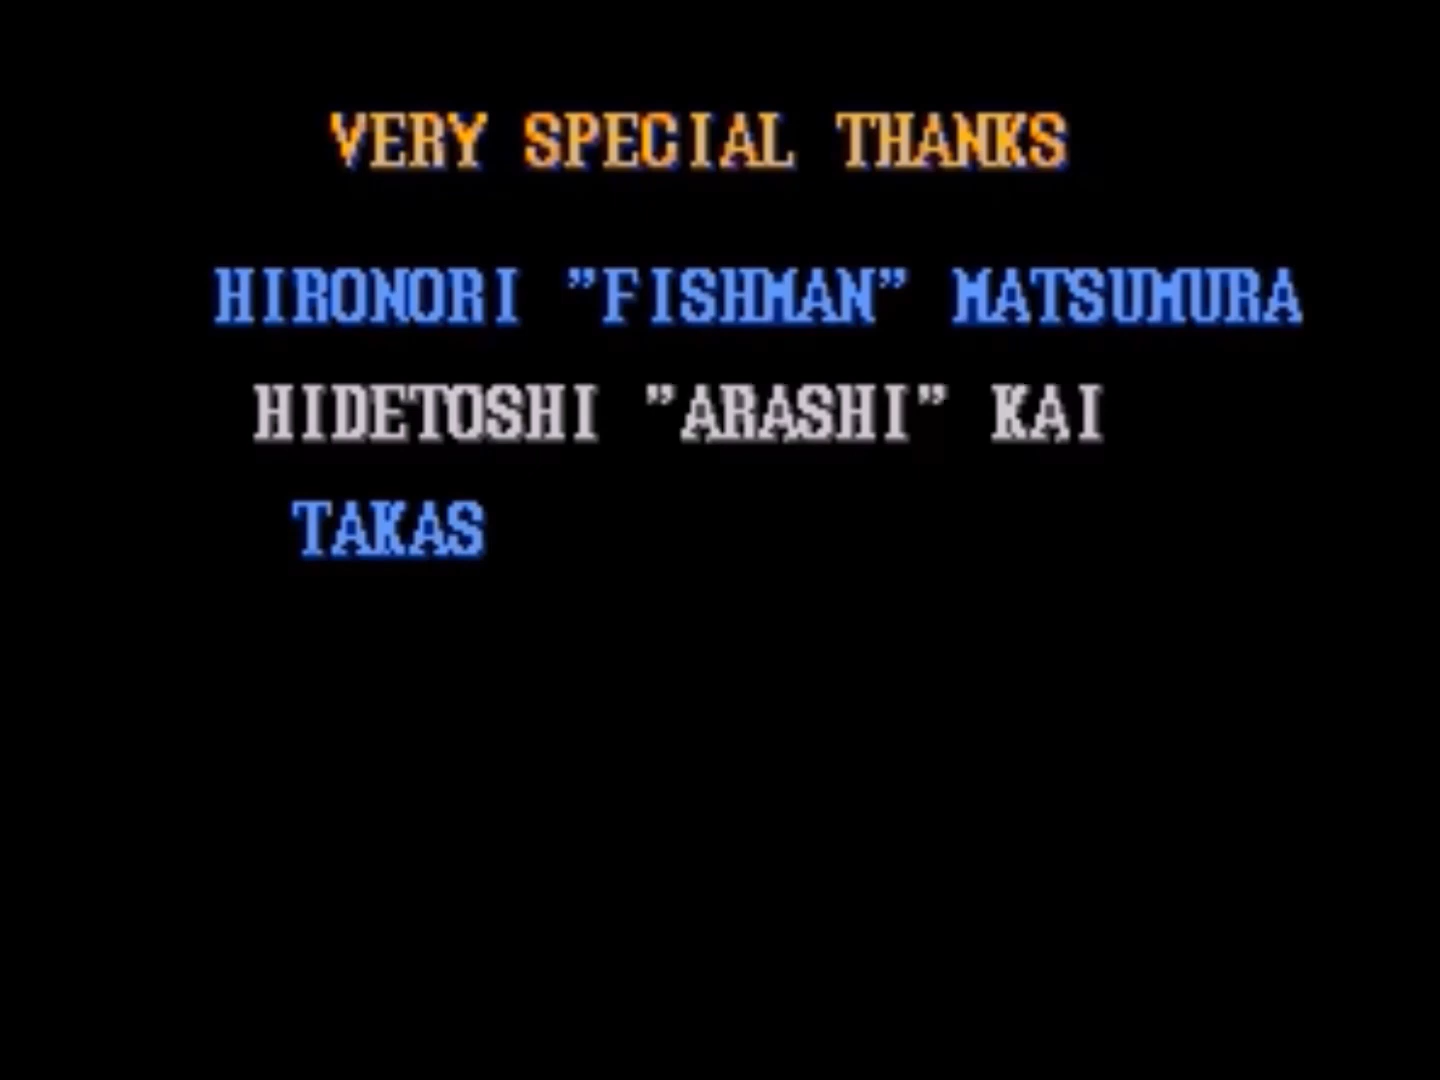 VERY SPECIAL THANKS
HIRONORI ”FISHMAN” MATSUMURA
HIDETOSHI ”ARASHI” KAI
TAKAS